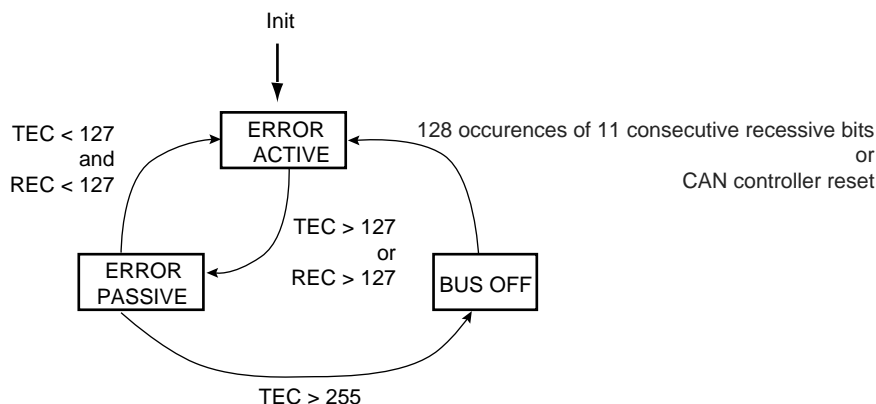 Init
TEC < 127
and
REC < 127
ERROR
ACTIVE
128 occurences of 11 consecutive recessive bits
or
CAN controller reset
TEC > 127
or
REC > 127
ERROR
PASSIVE
BUS OFF
TEC > 255